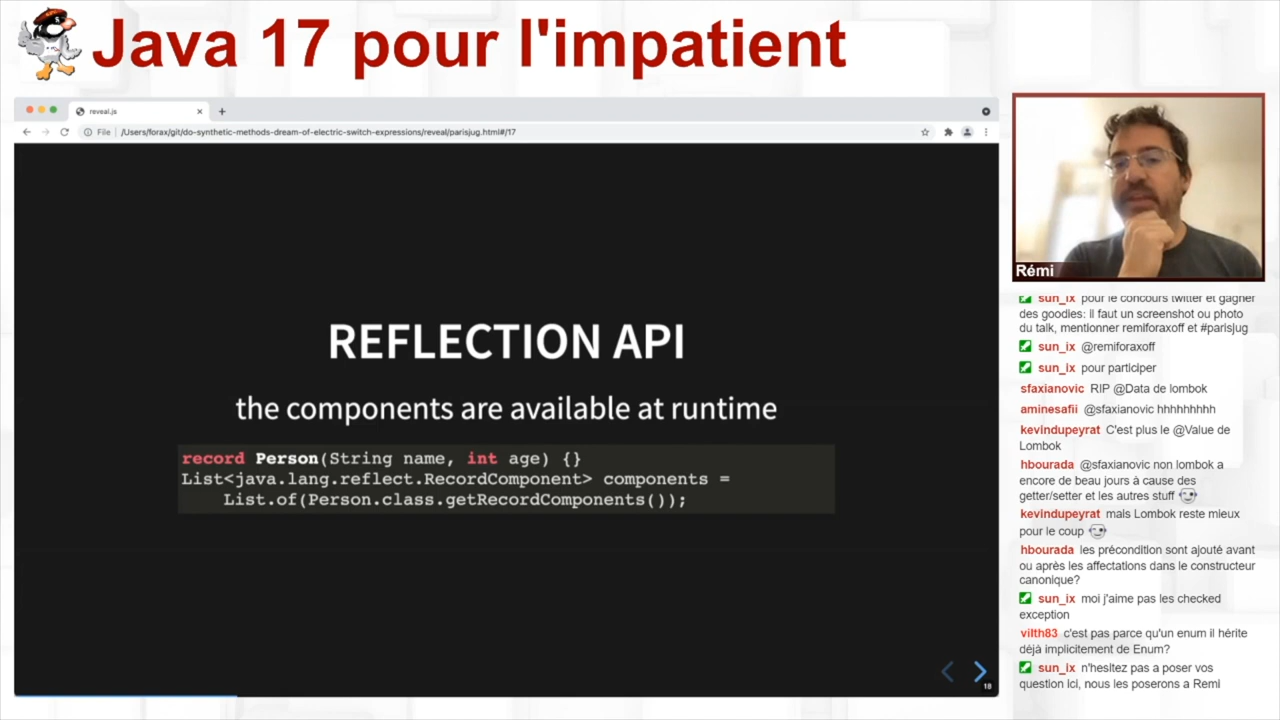 Java 17 pour l'impatient
reveal.js
File
/Users/forax/git/do-synthetic-methods-dream-of-electric-switch-expressions/reveal/parisjug.html#/17
REFLECTION API
the components are available at runtime
record Person(String name, int age) {}
List<java.lang.reflect.RecordComponent> components =
List.of(Person.class.getRecordComponents());
18
Rémi
sun_ix pour le concours twitter et gagner
des goodies: il faut un screenshot ou photo
du talk, mentionner remiforaxoff et #parisjug
sun_ix @remiforaxoff
sun_ix pour participer
sfaxianovic RIP @Data de lombok
aminesafii @sfaxianovic hhhhhhhhh
kevindupeyrat C'est plus le @Value de
Lombok
hbourada @sfaxianovic non lombok a
encore de beau jours à cause des
getter/setter et les autres stuff
kevindupeyrat mais Lombok reste mieux
pour le coup
hbourada les précondition sont ajouté avant
ou après les affectations dans le constructeur
canonique?
sun_ix moi j'aime pas les checked
exception
vilth83 c'est pas parce qu'un enum il hérite
déjà implicitement de Enum?
sun_ix n'hesitez pas a poser vos
question ici, nous les poserons a Remi